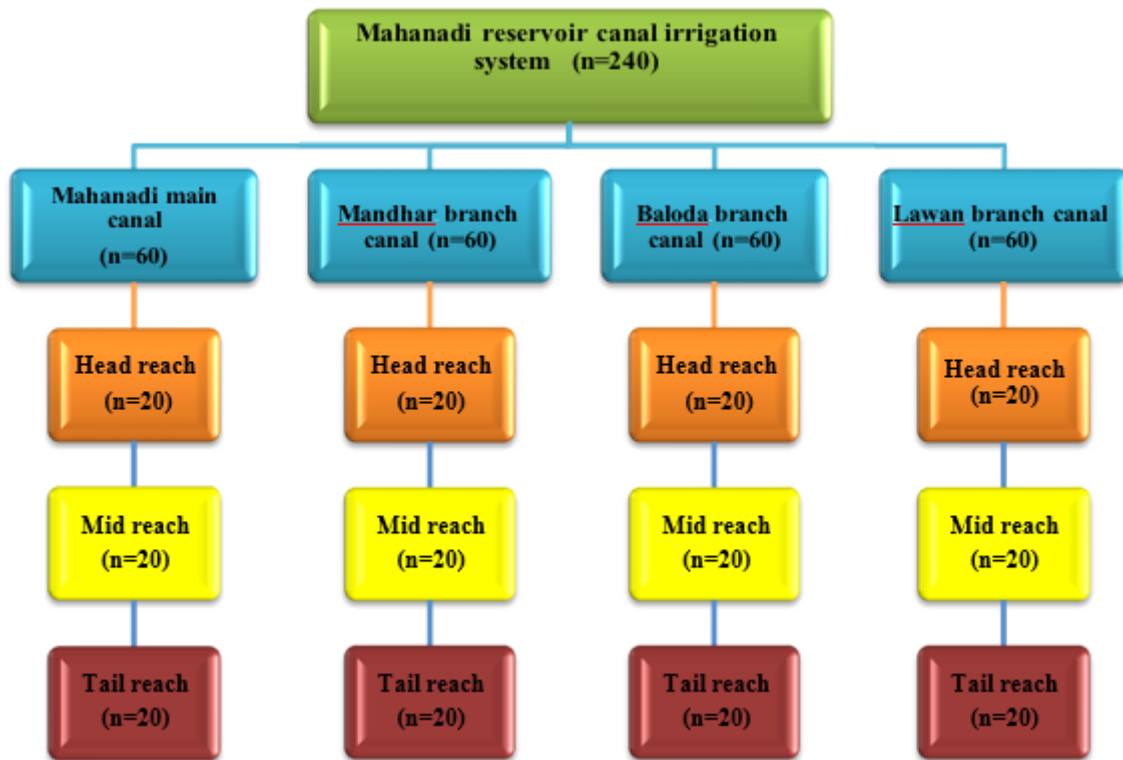 Mahanadi reservoir canal irrigation
system (n=240)
Mahanadi main
canal
(n=60)
Mandhar branch
canal (n=60)
Baloda branch
canal (n=60)
Lawan branch canal
(n=60)
Head reach
(n=20)
Head reach
(n=20)
Head reach
(n=20)
Head reach
(n=20)
Mid reach
(n=20)
Mid reach
(n=20)
Mid reach
(n=20)
Mid reach
(n=20)
Tail reach
(n=20)
Tail reach
(n=20)
Tail reach
(n=20)
Tail reach
(n=20)